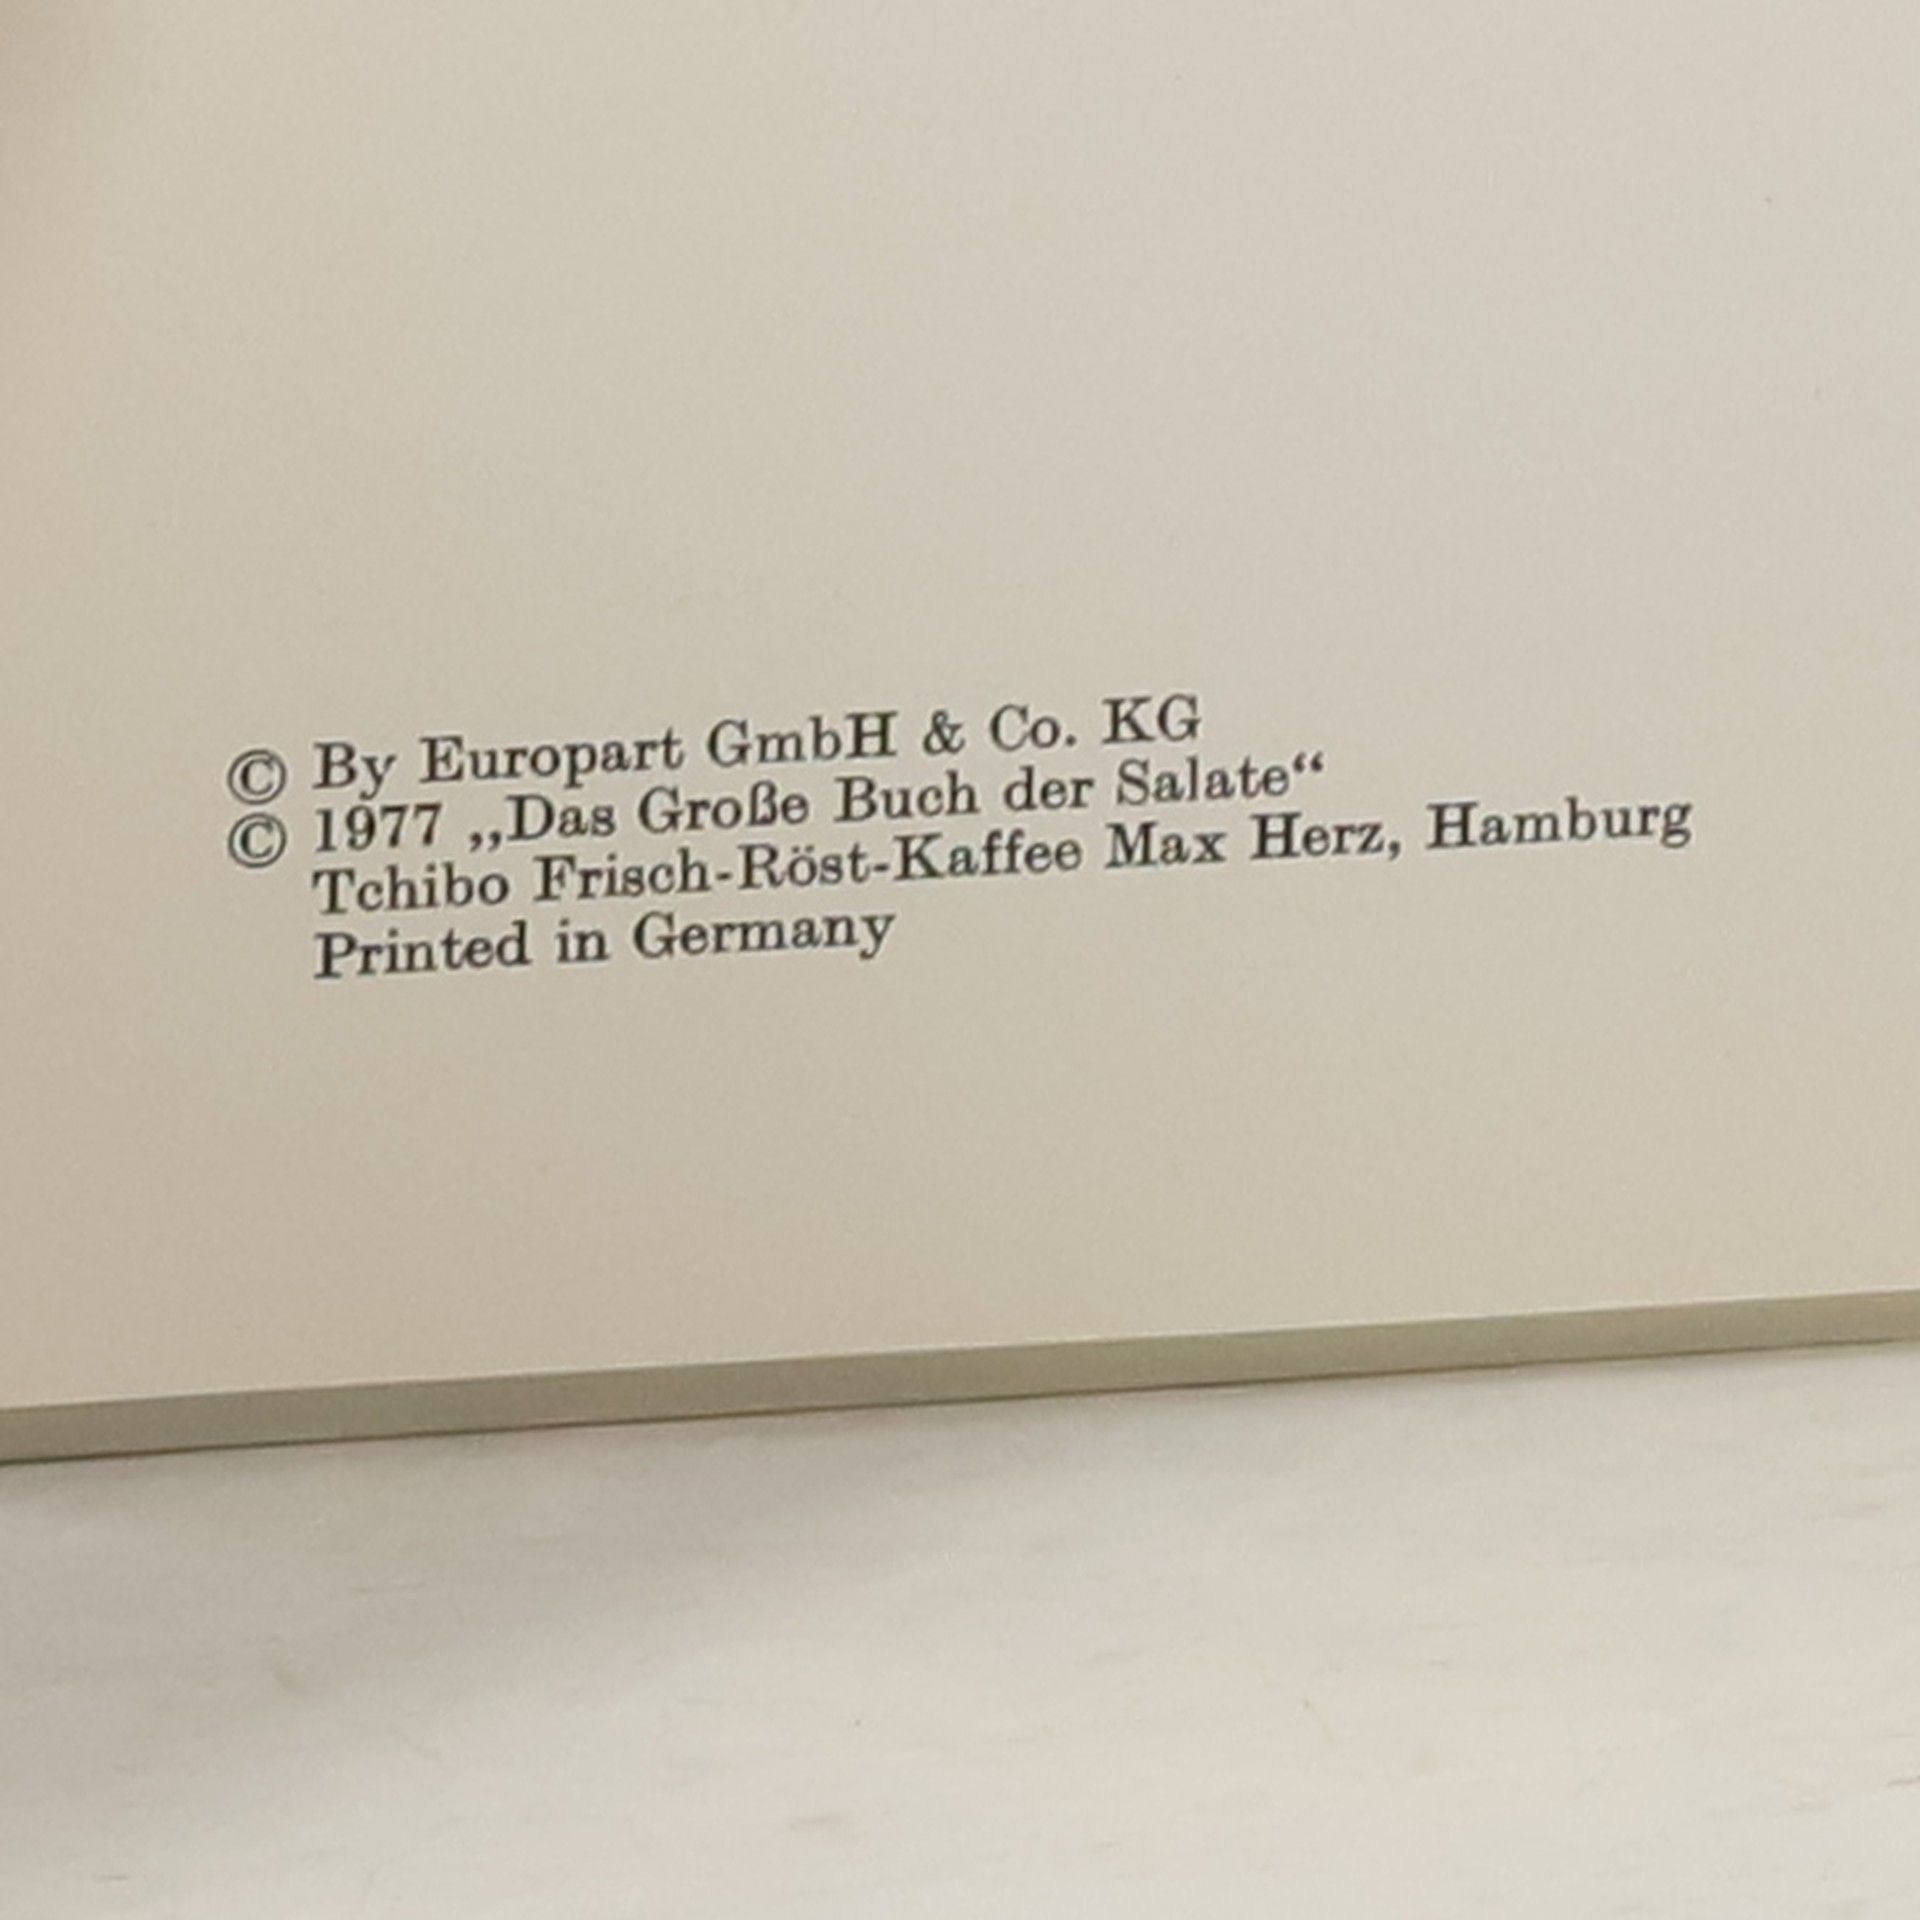 © By Europart GmbH & Co. KG
© 1977 „Das Große Buch der Salate“
Tchibo Frisch-Röst-Kaffee Max Herz, Hamburg
Printed in Germany